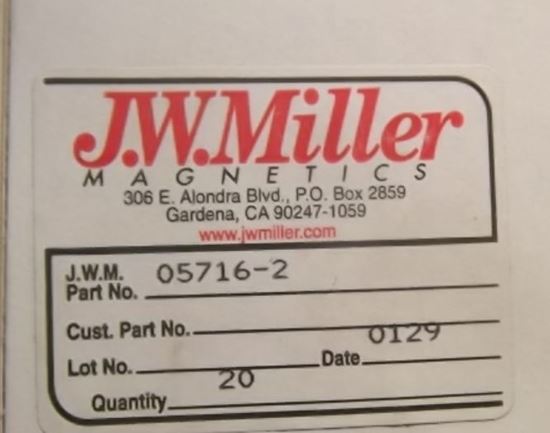 J.W.Miller
MAGNETICS
306 E. Alondra Blvd., P.O. Box 2859
Gardena, CA 90247-1059
www.jwmiller.com
J.W.M.
Part No. 05716-2
Cust. Part No.
Lot No. Date 0129
Quantity 20